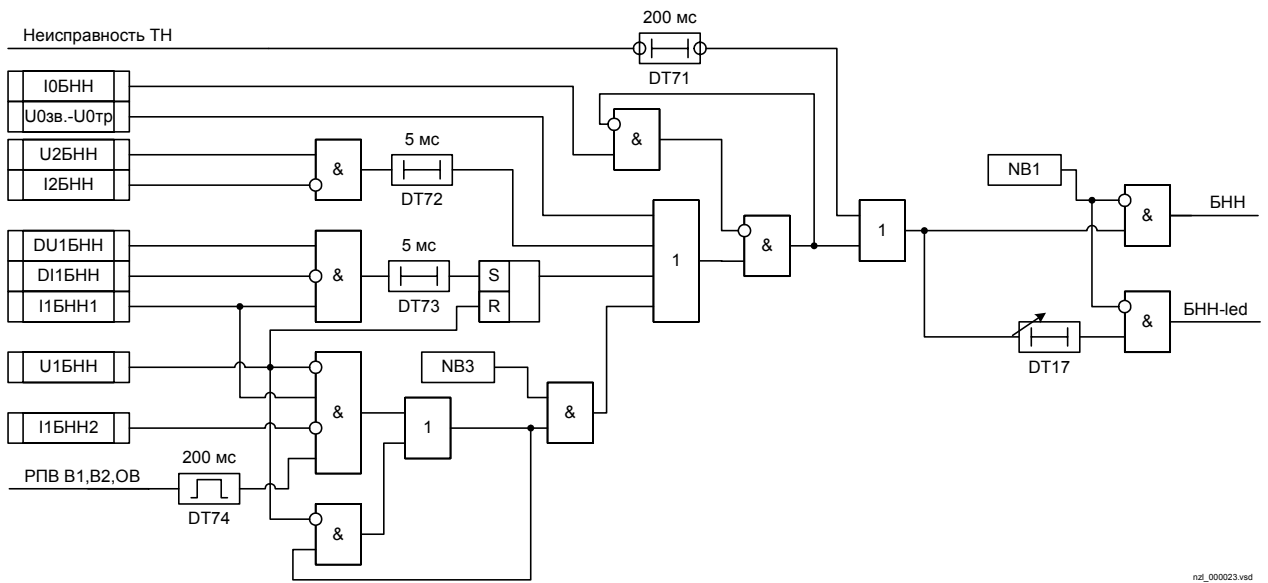 200 мс
Неисправность ТН
DT71
I0БНН
U0зв.-U0тр
&
U2БНН
I2БНН
&
5 мс
DT72
NB1
&
БНН
DU1БНН
DI1БНН
I1БНН1
&
5 мс
DT73
S
R
1
&
1
&
БНН-led
DT17
U1БНН
NB3
I1БНН2
&
1
&
200 мс
РПВ В1,В2,ОВ
DT74
&
nzl_000023.vsd